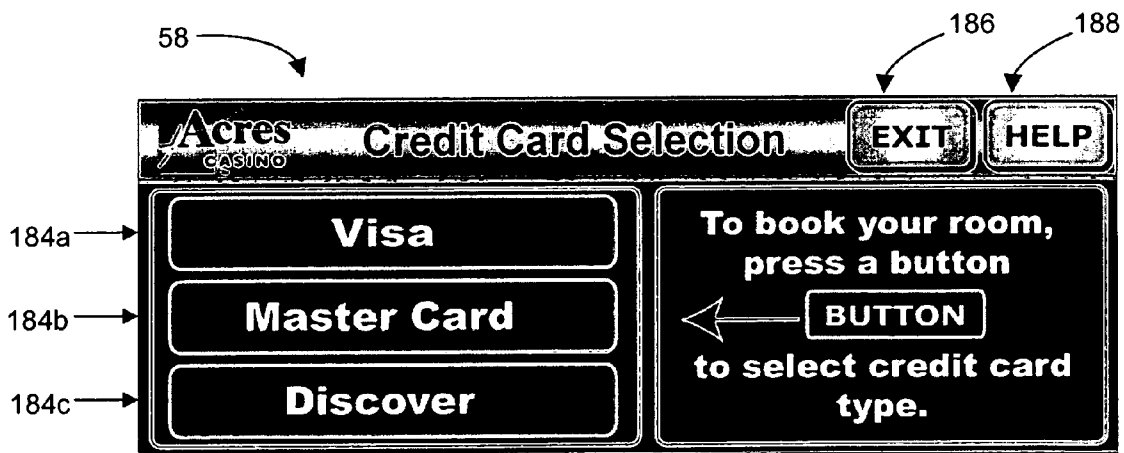 58
186
188
Acres
CASINO
Credit Card Selection
EXIT
HELP
184a
Visa
184b
Master Card
184c
Discover
To book your room,
press a button
BUTTON
to select credit card
type.